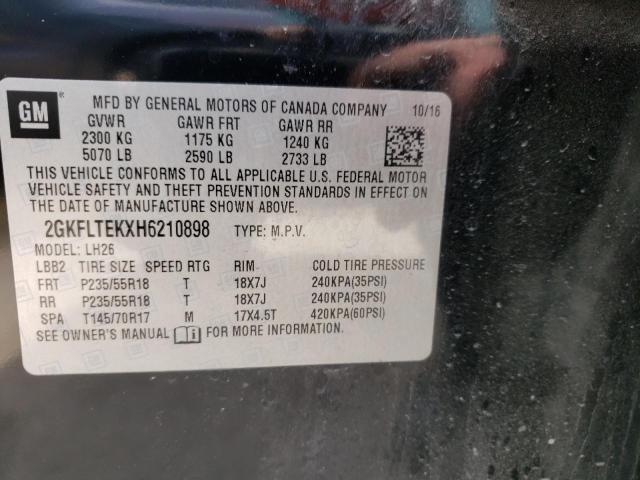 GM ® MFD BY GENERAL MOTORS OF CANADA COMPANY 10/16
GVWR GAWR FRT GAWR RR
2300 KG 1175 KG 1240 KG
5070 LB 2590 LB 2733 LB
THIS VEHICLE CONFORMS TO ALL APPLICABLE U.S. FEDERAL MOTOR
VEHICLE SAFETY AND THEFT PREVENTION STANDARDS IN EFFECT ON
THE DATE OF MANUFACTURE SHOWN ABOVE.
2GKFLTEKXH6210898 TYPE: M.P.V.
MODEL: LH26
LBB2 TIRE SIZE SPEED RTG RIM COLD TIRE PRESSURE
FRT P235/55R18 T 18X7J 240KPA(35PSI)
RR P235/55R18 T 18X7J 240KPA(35PSI)
SPA T145/70R17 M 17X4.5T 420KPA(60PSI)
SEE OWNER'S MANUAL FOR MORE INFORMATION.